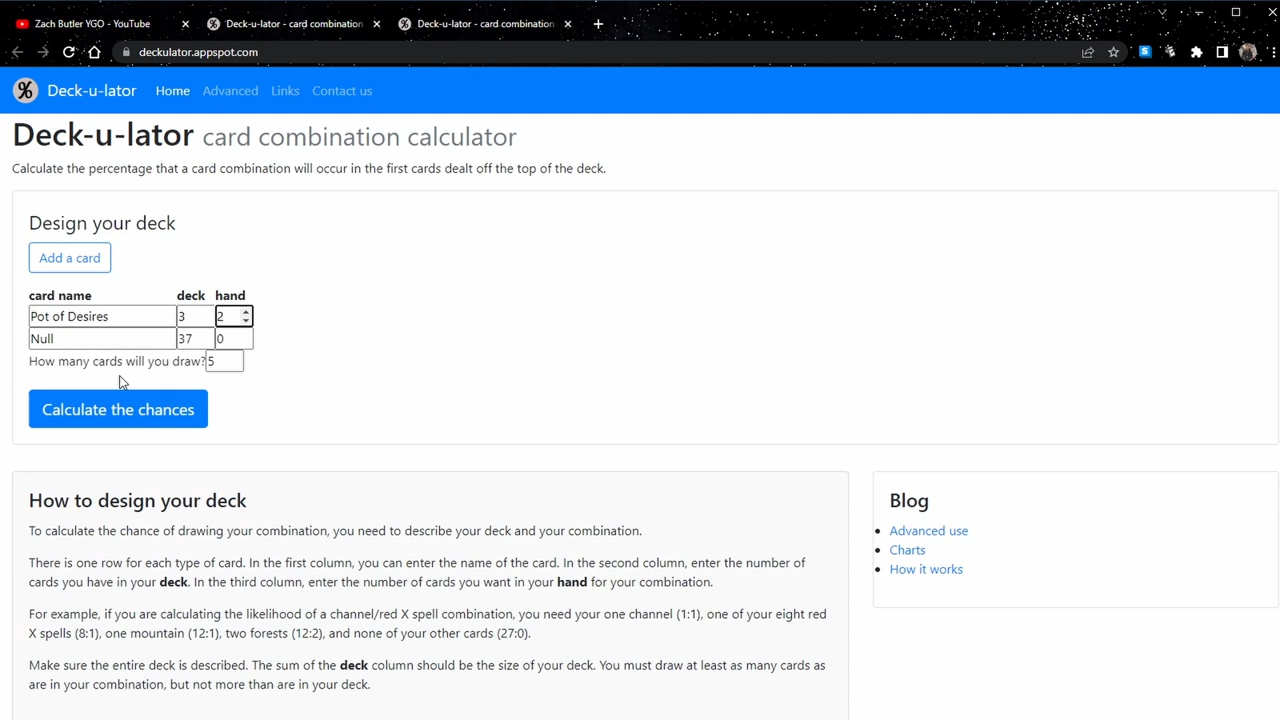 Zach Butler YGO - YouTube
Deck-u-lator - card combination
Deck-u-lator - card combination
deckulator.appspot.com
Deck-u-lator Home Advanced Links Contact us
Deck-u-lator card combination calculator
Calculate the percentage that a card combination will occur in the first cards dealt off the top of the deck.
Design your deck
Add a card
card name deck hand
Pot of Desires 3 2
Null 37 0
How many cards will you draw? 5
Calculate the chances
How to design your deck
To calculate the chance of drawing your combination, you need to describe your deck and your combination.
There is one row for each type of card. In the first column, you can enter the name of the card. In the second column, enter the number of
cards you have in your deck. In the third column, enter the number of cards you want in your hand for your combination.
For example, if you are calculating the likelihood of a channel/red X spell combination, you need your one channel (1:1), one of your eight red
X spells (8:1), one mountain (12:1), two forests (12:2), and none of your other cards (27:0).
Make sure the entire deck is described. The sum of the deck column should be the size of your deck. You must draw at least as many cards as
are in your combination, but not more than are in your deck.
Blog
Advanced use
Charts
How it works